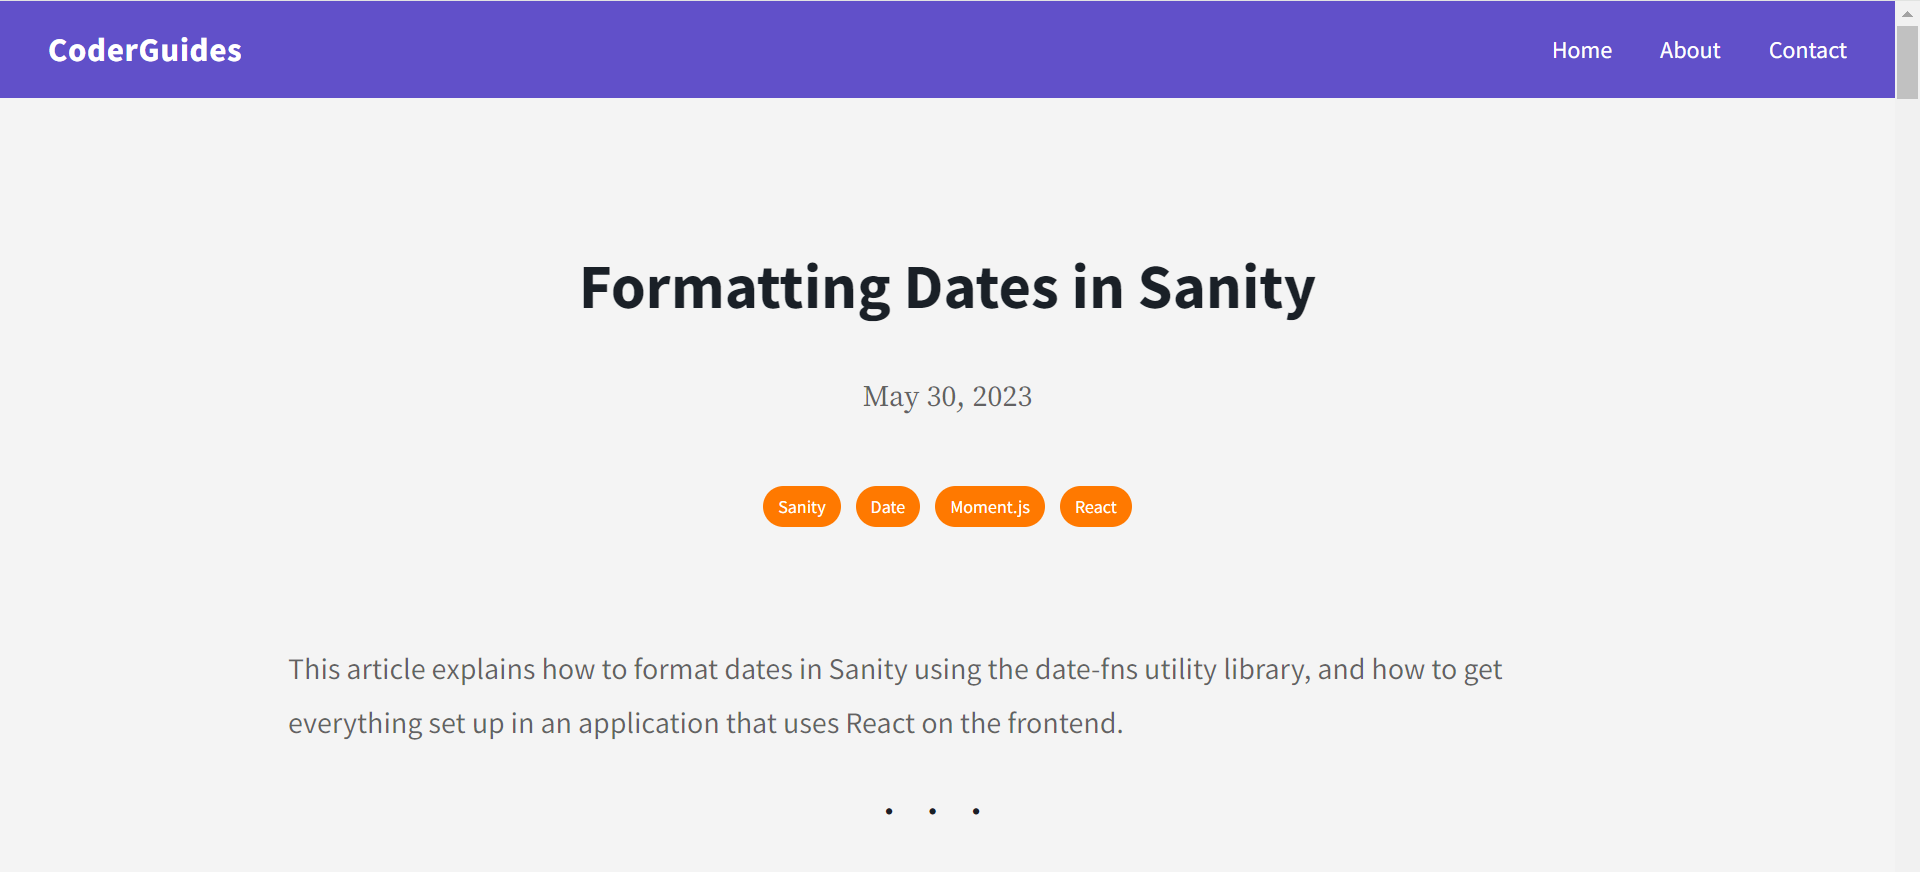 CoderGuides Home About Contact
Formatting Dates in Sanity
May 30, 2023
Sanity Date Moment.js React
This article explains how to format dates in Sanity using the date-fns utility library, and how to get
everything set up in an application that uses React on the frontend.
. . .